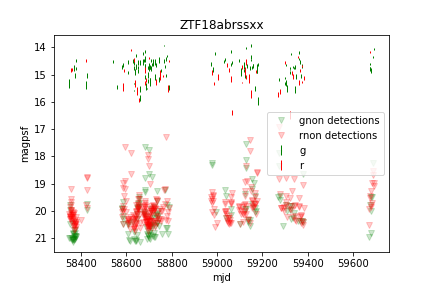 ZTF18abrssxx
magpsf
14
15
16
17
18
19
20
21
gnon detections
rnon detections
g
r
58400 58600 58800 59000 59200 59400 59600
mjd